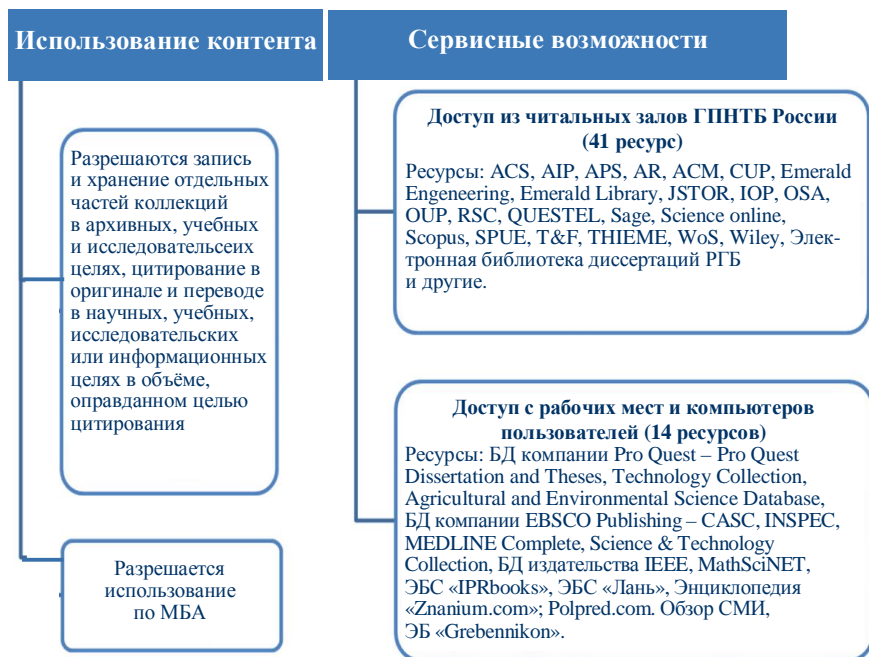 Использование контента
Разрешаются запись
и хранение отдельных
частей коллекций
в архивных, учебных
и исследовательсеих
целях, цитирование в
оригинале и переводе
в научных, учебных,
исследовательских
или информационных
целях в объёме,
оправданном целью
цитирования
Разрешается
использование
по МБА
Сервисные возможности
Доступ из читальных залов ГПНТБ России
(41 ресурс)
Ресурсы: ACS, AIP, APS, AR, ACM, CUP, Emerald
Engeneering, Emerald Library, JSTOR, IOP, OSA,
OUP, RSC, QUESTEL, Sage, Science online,
Scopus, SPUE, T&F, THIEME, WoS, Wiley, Элек-
тронная библиотека диссертаций РГБ
и другие.
Доступ с рабочих мест и компьютеров
пользователей (14 ресурсов)
Ресурсы: БД компании Pro Quest – Pro Quest
Dissertation and Theses, Technology Collection,
Agricultural and Environmental Science Database,
БД компании EBSCO Publishing – CASC, INSPEC,
MEDLINE Complete, Science & Technology
Collection, БД издательства IEEE, MathSciNET,
ЭБС «IPRbooks», ЭБС «Лань», Энциклопедия
«Znanium.com»; Polpred.com. Обзор СМИ,
ЭБ «Grebennikon».